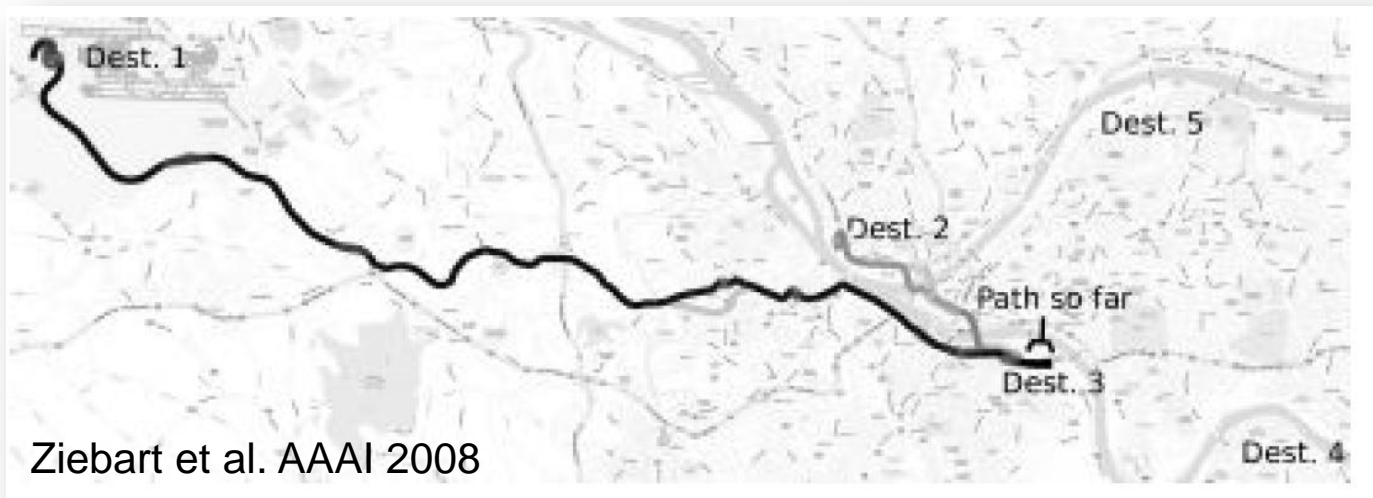 Dest. 1
Dest. 5
Dest. 2
Path so far
Dest. 3
Dest. 4
Ziebart et al. AAAI 2008